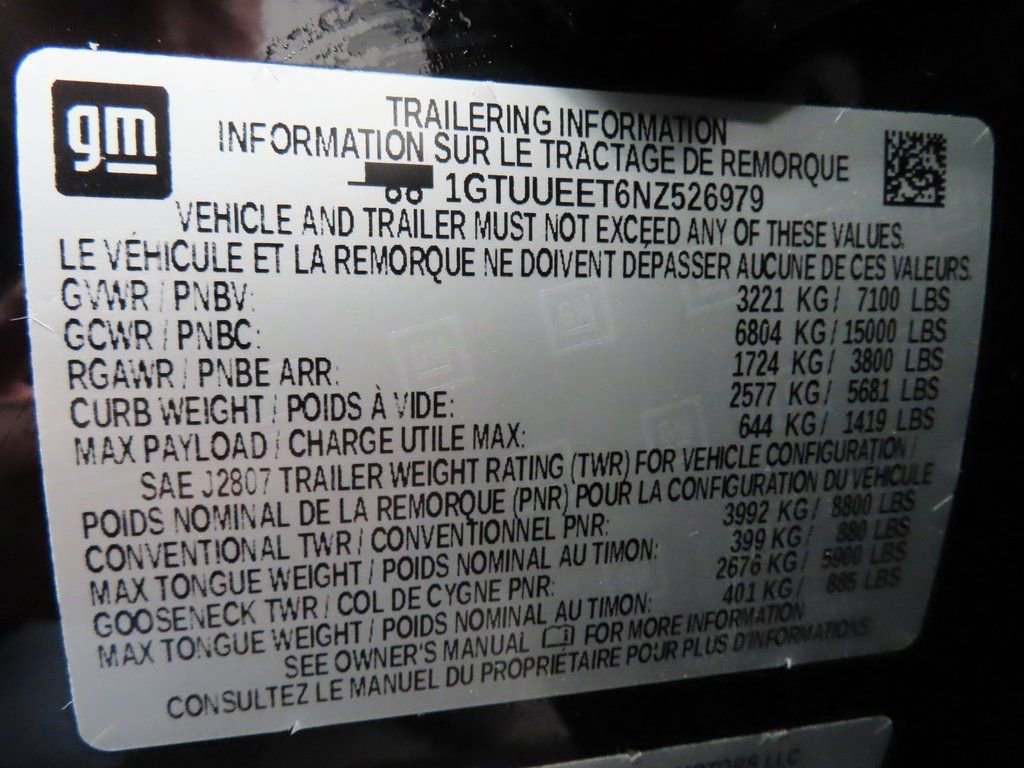 gm
TRAILERING INFORMATION
INFORMATION SUR LE TRACTAGE DE REMORQUE
1GTUUEET6NZ526979
VEHICLE AND TRAILER MUST NOT EXCEED ANY OF THESE VALUES.
LE VÉHICULE ET LA REMORQUE NE DOIVENT DÉPASSER AUCUNE DE CES VALEURS.
GVWR / PNBV: 3221 KG/ 7100 LBS
GCWR / PNBC: 6804 KG/ 15000 LBS
RGAWR / PNBE ARR: 1724 KG/ 3800 LBS
CURB WEIGHT / POIDS À VIDE: 2577 KG/ 5681 LBS
MAX PAYLOAD / CHARGE UTILE MAX: 644 KG/ 1419 LBS
SAE J2807 TRAILER WEIGHT RATING (TWR) FOR VEHICLE CONFIGURATION /
POIDS NOMINAL DE LA REMORQUE (PNR) POUR LA CONFIGURATION DU VÉHICULE
CONVENTIONAL TWR / CONVENTIONNEL PNR: 3992 KG/ 8800 LBS
MAX TONGUE WEIGHT / POIDS NOMINAL AU TIMON: 399 KG/ 880 LBS
GOOSENECK TWR / COL DE CYGNE PNR: 2676 KG/ 5900 LBS
MAX TONGUE WEIGHT / POIDS NOMINAL AU TIMON: 401 KG/ 885 LBS
SEE OWNER'S MANUAL FOR MORE INFORMATION
CONSULTEZ LE MANUEL DU PROPRIÉTAIRE POUR PLUS D'INFORMATIONS
MOTORS LLC